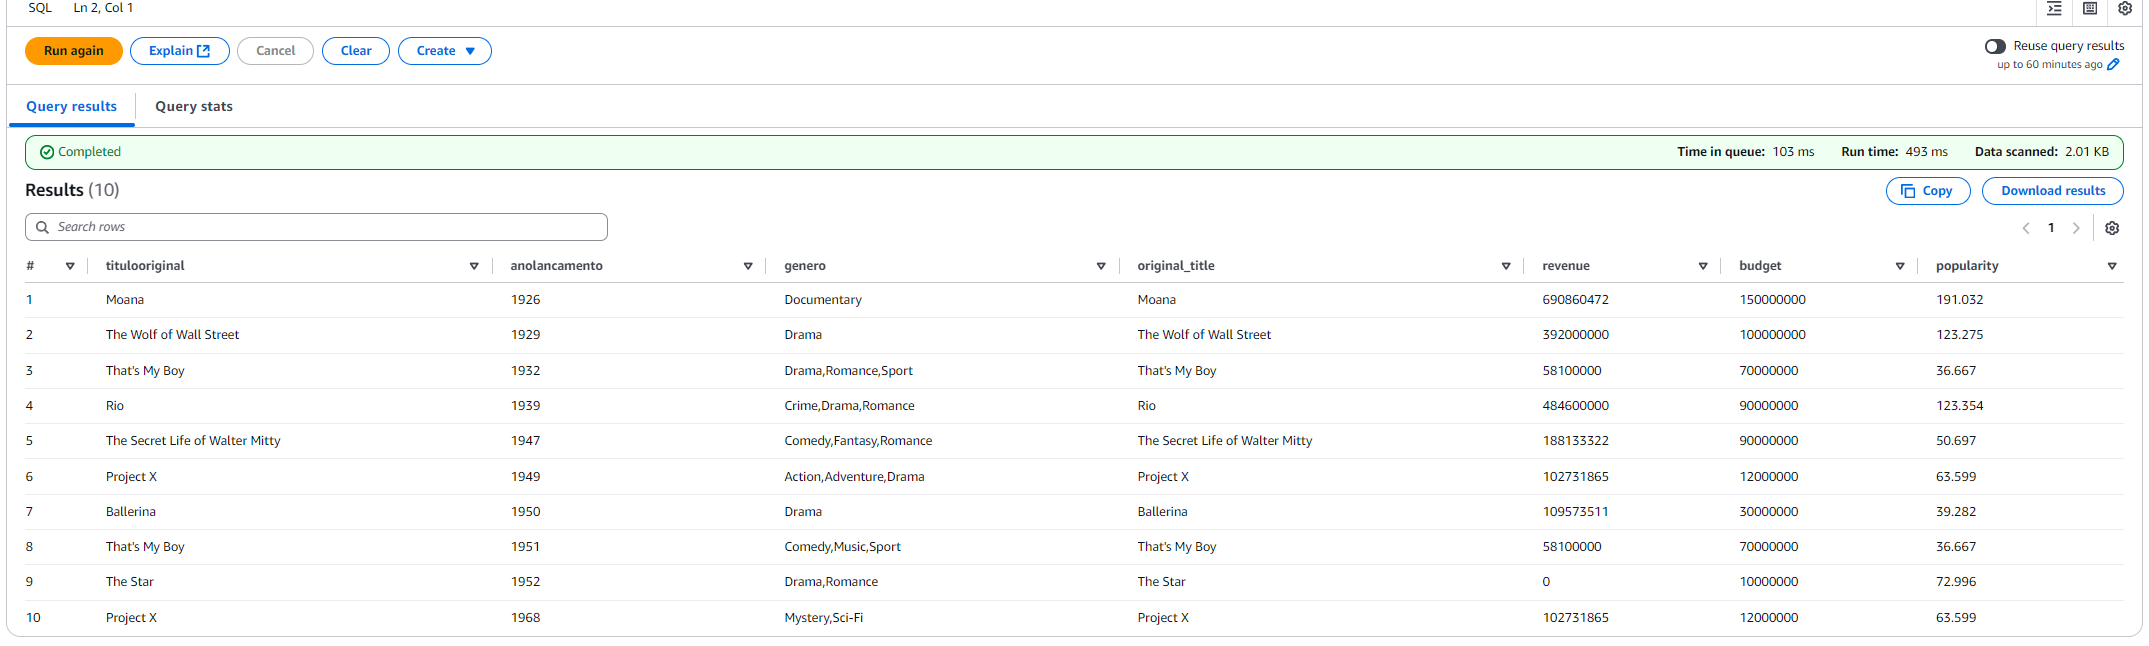 SQL Ln 2, Col 1
Run again Explain Cancel Clear Create Reuse query results
up to 60 minutes ago
Query results Query stats
Completed Time in queue: 103 ms Run time: 493 ms Data scanned: 2.01 KB
Results (10) Copy Download results
Search rows 1
# titulooriginal anolancamento genero original_title revenue budget popularity
1 Moana 1926 Documentary Moana 690860472 150000000 191.032
2 The Wolf of Wall Street 1929 Drama The Wolf of Wall Street 392000000 100000000 123.275
3 That's My Boy 1932 Drama,Romance,Sport That's My Boy 58100000 70000000 36.667
4 Rio 1939 Crime,Drama,Romance Rio 484600000 90000000 123.354
5 The Secret Life of Walter Mitty 1947 Comedy,Fantasy,Romance The Secret Life of Walter Mitty 188133322 90000000 50.697
6 Project X 1949 Action,Adventure,Drama Project X 102731865 12000000 63.599
7 Ballerina 1950 Drama Ballerina 109573511 30000000 39.282
8 That's My Boy 1951 Comedy,Music,Sport That's My Boy 58100000 70000000 36.667
9 The Star 1952 Drama,Romance The Star 0 10000000 72.996
10 Project X 1968 Mystery,Sci-Fi Project X 102731865 12000000 63.599